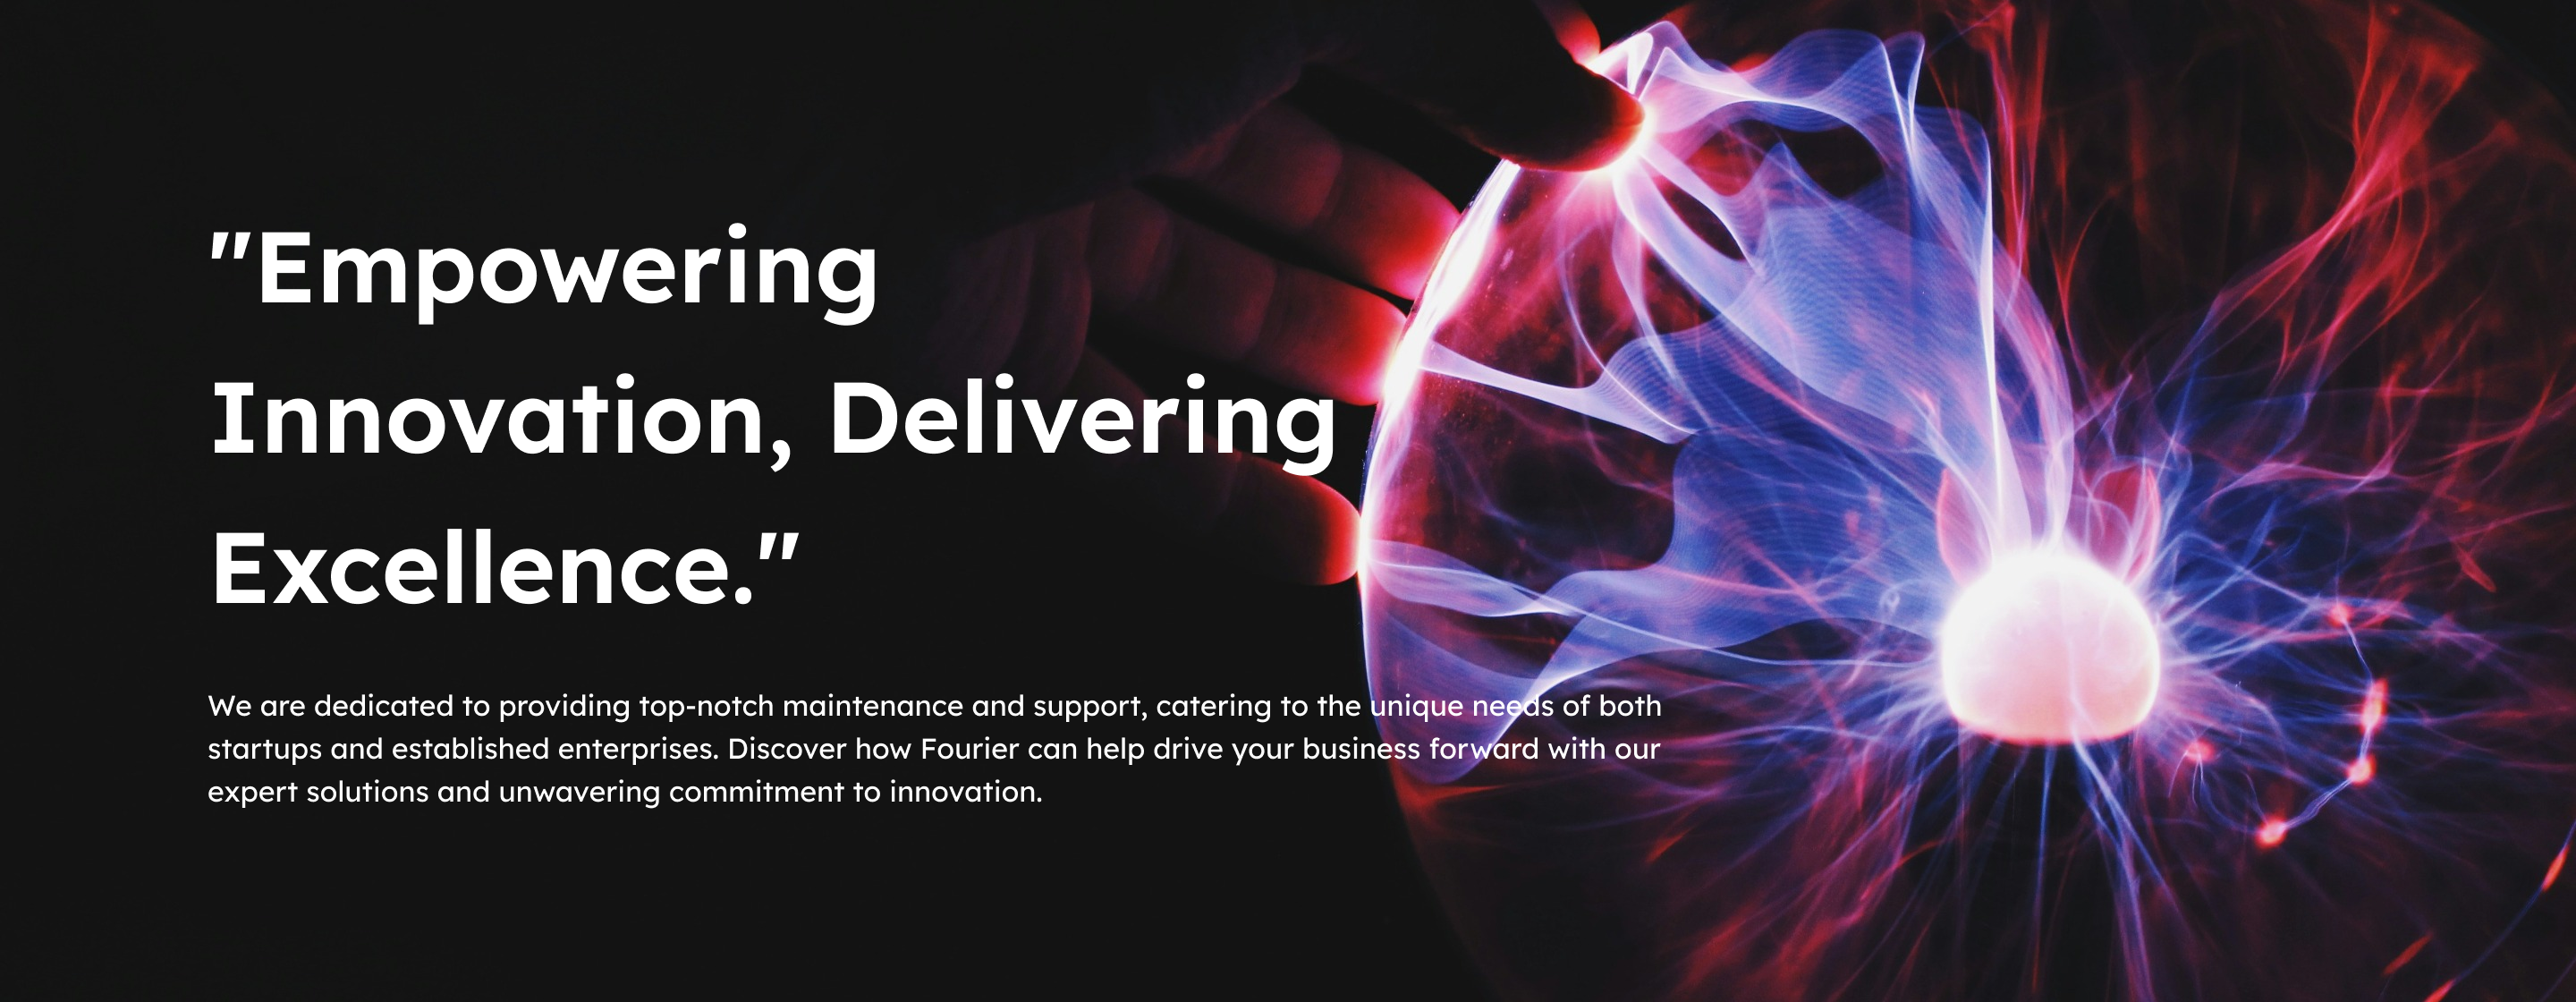 "Empowering
Innovation, Delivering
Excellence."
We are dedicated to providing top-notch maintenance and support, catering to the unique needs of both
startups and established enterprises. Discover how Fourier can help drive your business forward with our
expert solutions and unwavering commitment to innovation.